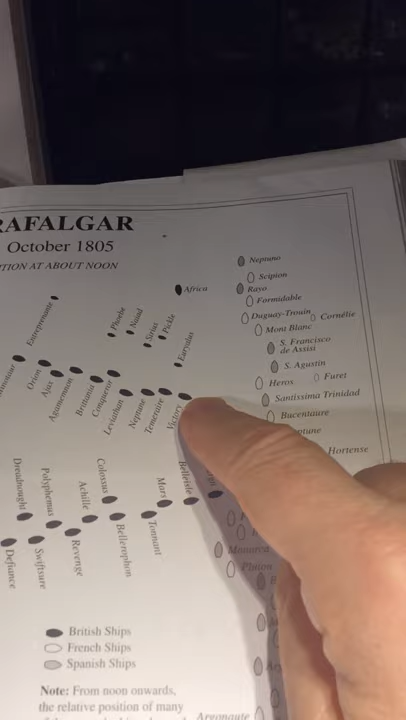 RAFALGAR
October 1805
TION AT ABOUT NOON
Neptuno
Scipion
Africa
Rayo
Formidable
Entreprenante
Phoebe
Naiad
Sirius
Pickle
Euryalus
Duguay-Trouin
Cornélie
Mont Blanc
S. Francisco
de Assisi
S. Agustin
Heros
Furet
Santissima Trinidad
Bucentaure
Hortense
Orion
Ajax
Agamemnon
Britannia
Conqueror
Leviathan
Neptune
Temeraire
Victory
Dreadnought
Polyphemus
Achille
Colossus
Mars
Belleisle
Defiance
Swiftsure
Revenge
Bellerophon
Tonnant
Monarca
Pluton
British Ships
French Ships
Spanish Ships
Note: From noon onwards,
the relative position of many
Argonaute